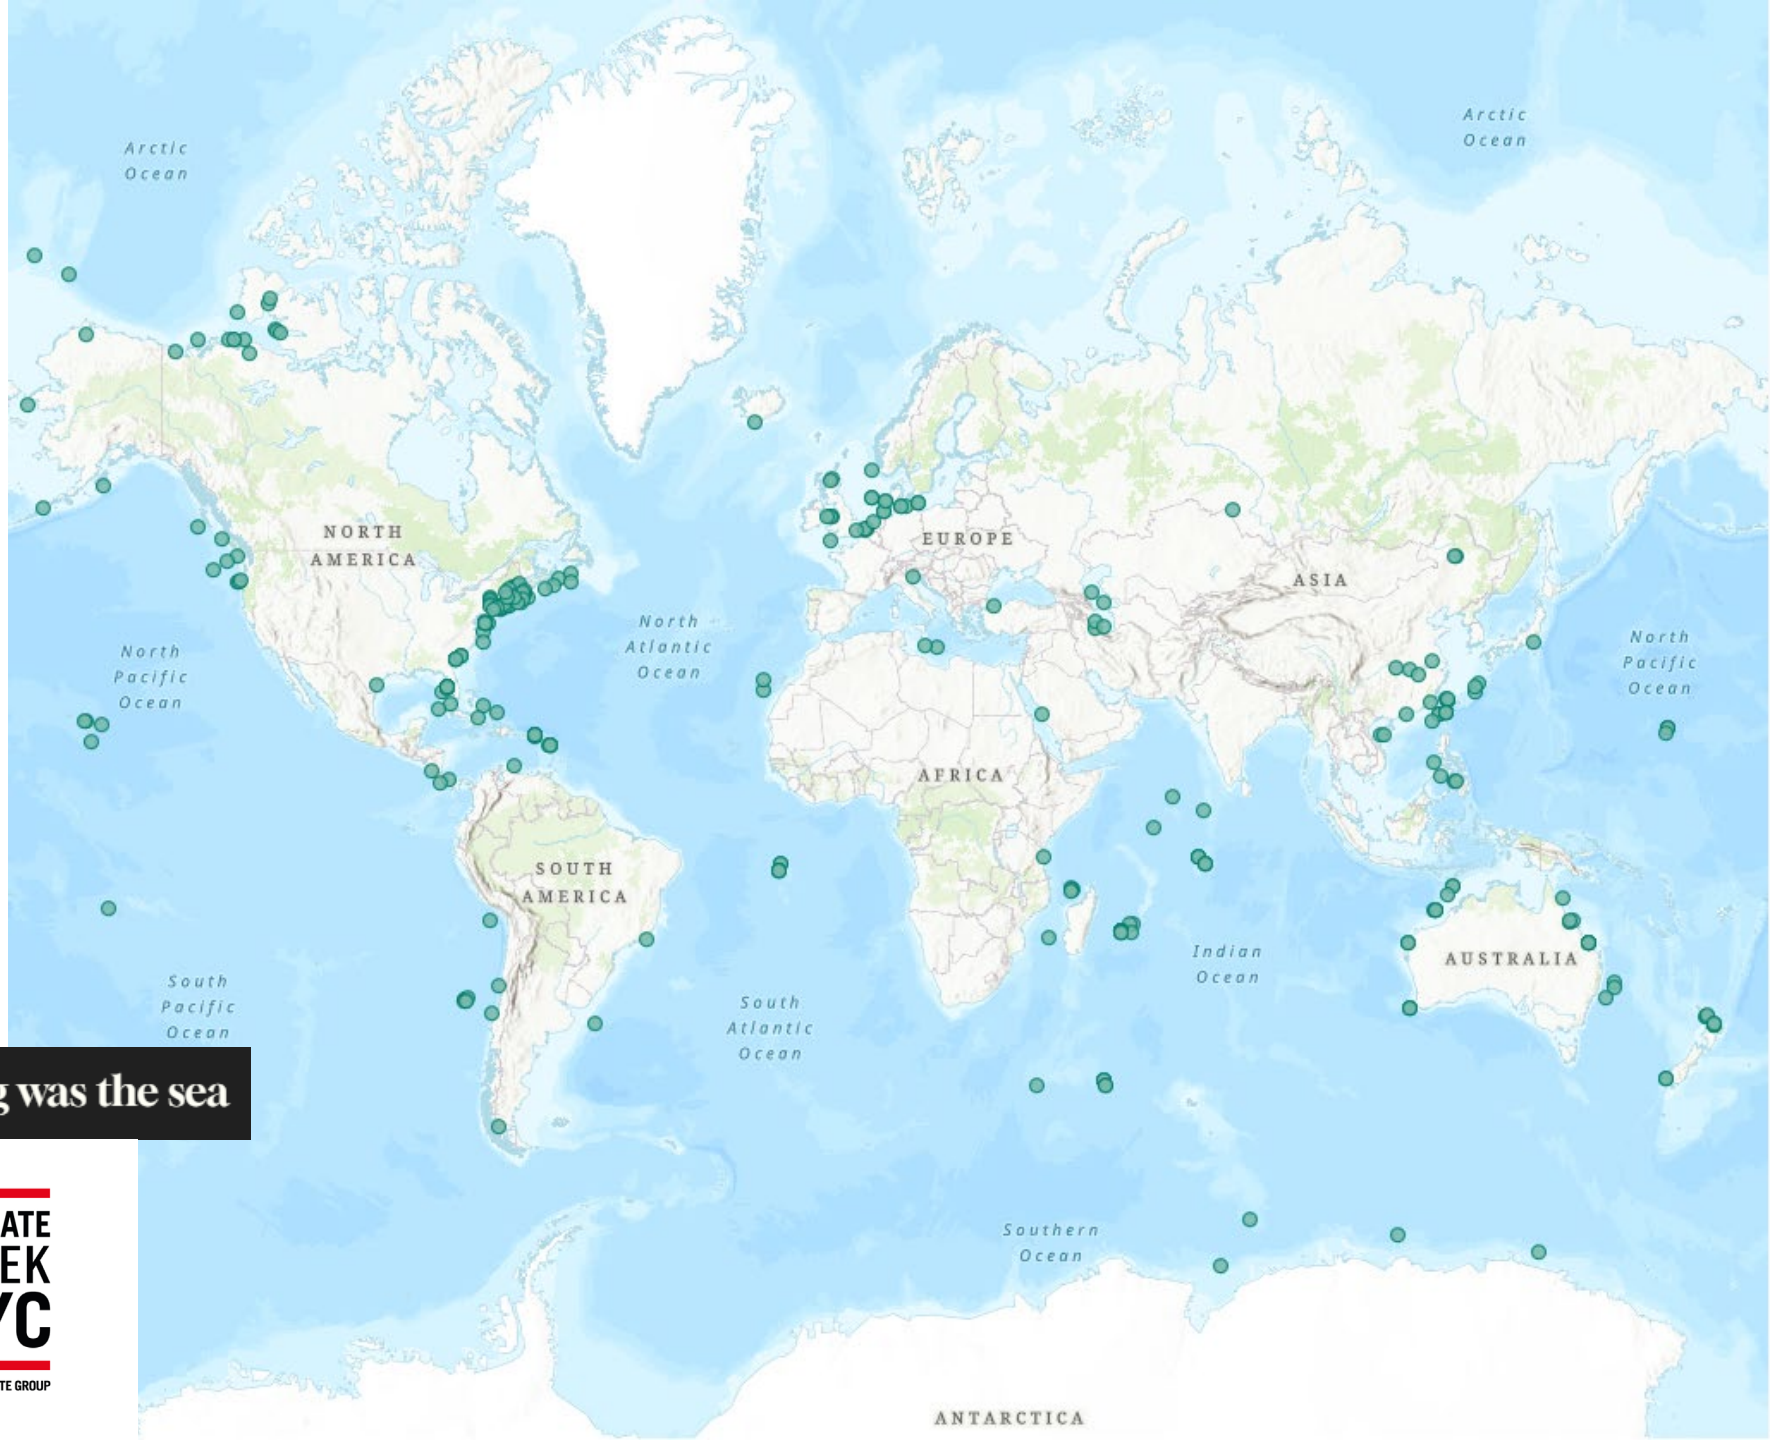 Arctic
Ocean
Arctic
Ocean
NORTH
AMERICA
EUROPE
ASIA
North
Pacific
Ocean
North
Atlantic
Ocean
North
Pacific
Ocean
AFRICA
SOUTH
AMERICA
Indian
Ocean
AUSTRALIA
South
Pacific
Ocean
South
Atlantic
Ocean
g was the sea
ATE
EK
YC
TE GROUP
Southern
Ocean
ANTARCTICA